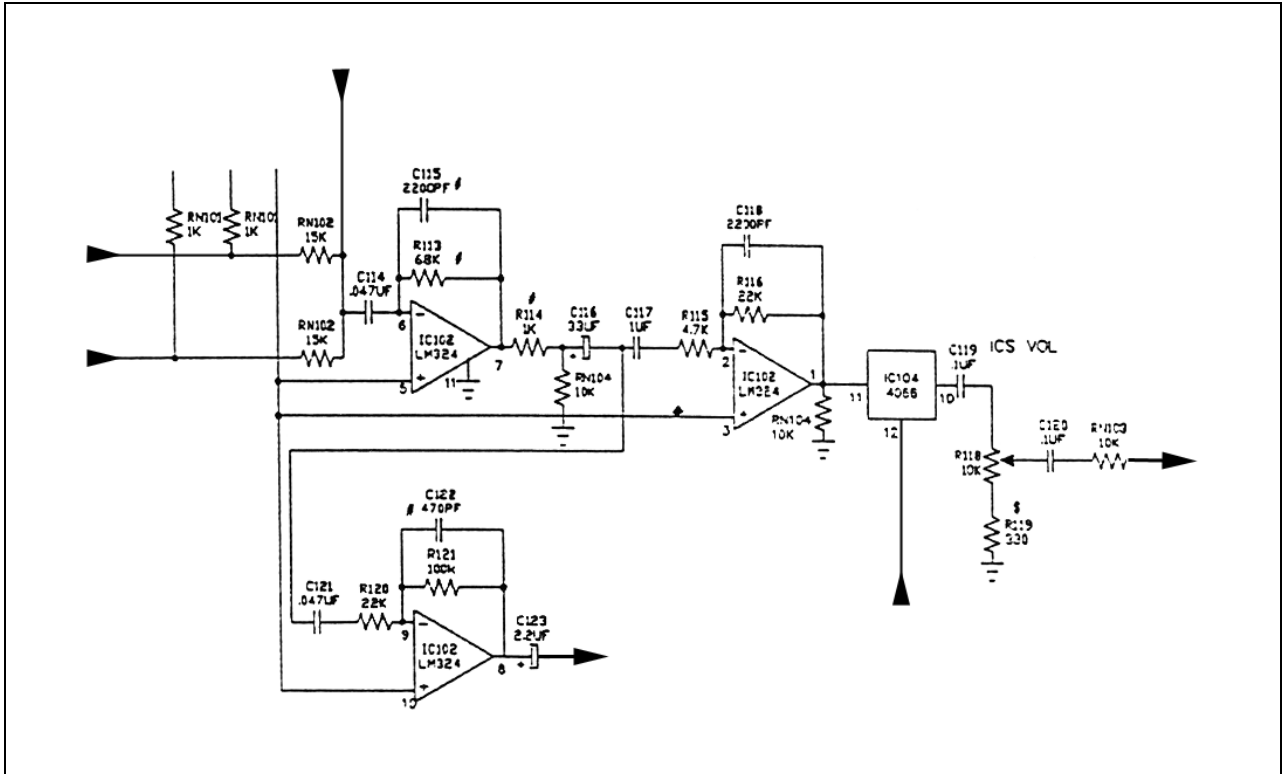 C115
2200PF
RN101
1K
RN101
1K
RN102
15K
R113
68K
C114
.047UF
RN102
15K
6
5
IC102
LM324
11
7
R114
1K
C116
33UF
C117
.1UF
R115
4.7K
RN104
10K
C118
2200PF
R116
22K
2
3
IC102
LM324
1
RN104
10K
11
IC104
4066
10
12
C119
.1UF
ICS VOL
R118
10K
C120
.1UF
RN103
10K
$
R119
330
C122
470PF
R121
100K
C121
.047UF
R120
22K
9
10
IC102
LM324
8
C123
2.2UF